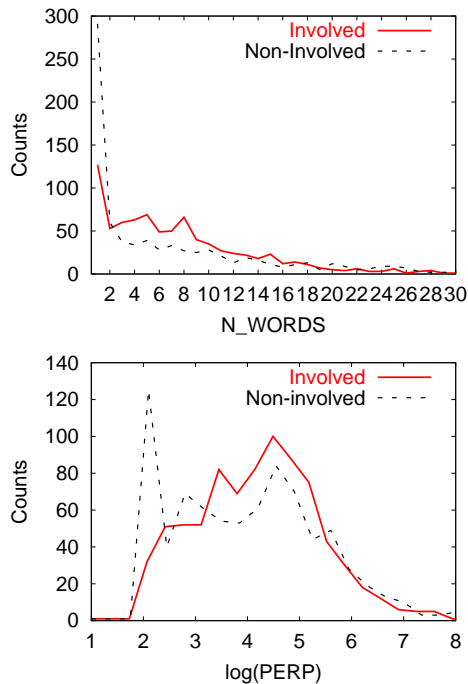 300
250
200
150
100
50
0
Counts
Involved
Non-Involved
2 4 6 8 10 12 14 16 18 20 22 24 26 28 30
N_WORDS
140
120
100
80
60
40
20
0
Counts
Involved
Non-involved
1 2 3 4 5 6 7 8
log(PERP)